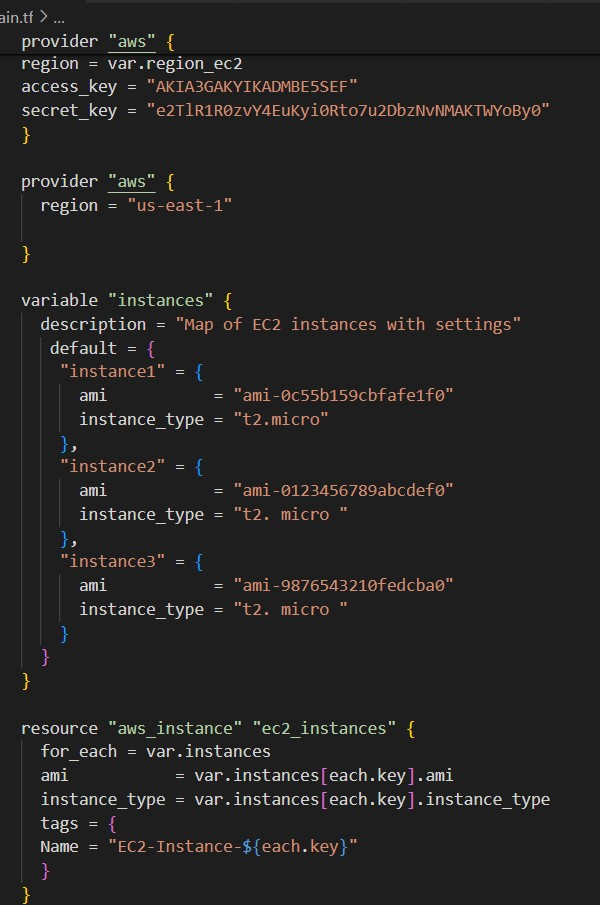 ain.tf > ...
provider "aws" {
region = var.region_ec2
access_key = "AKIA3GAKYIKADMBE5SEF"
secret_key = "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"
}
provider "aws" {
region = "us-east-1"
}
variable "instances" {
description = "Map of EC2 instances with settings"
default = {
"instance1" = {
ami = "ami-0c55b159cbfafe1f0"
instance_type = "t2.micro"
},
"instance2" = {
ami = "ami-0123456789abcdef0"
instance_type = "t2. micro "
},
"instance3" = {
ami = "ami-9876543210fedcba0"
instance_type = "t2. micro "
}
}
}
resource "aws_instance" "ec2_instances" {
for_each = var.instances
ami = var.instances[each.key].ami
instance_type = var.instances[each.key].instance_type
tags = {
Name = "EC2-Instance-${each.key}"
}
}